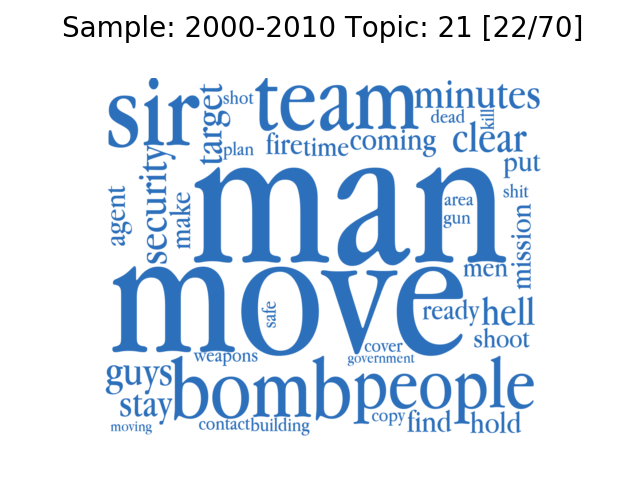 Sample: 2000-2010 Topic: 21 [22/70]
sir target shot team minutes
dead kill
plan fire time coming clear
put
agent security make man area shit
gun mission
men
move safe ready hell
shoot
weapons cover
government
guys bomb people
stay
moving contact building copy find hold